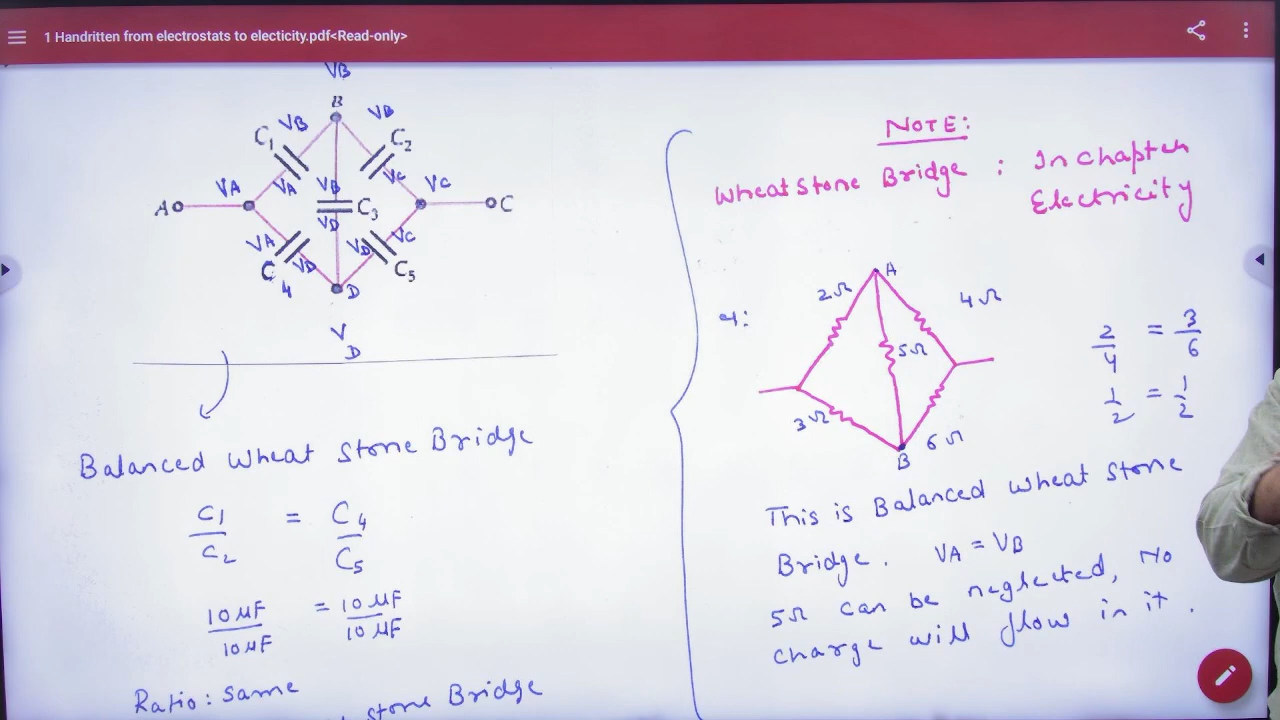 1 Handritten from electrostats to electicity.pdf<Read-only>
VB
B
VB VB
C1 C2
VA VA VB VC VC
A C3 C
VD
VA VD VD VC
C4 C5
D
VD
Balanced Wheat Stone Bridge
C1/C2 = C4/C5
10 μF/10 μF = 10 μF/10 μF
Ratio : Same
stone Bridge
NOTE:
Wheatstone Bridge : In Chapter
Electricity
A
2Ω 4Ω
5Ω
3Ω 6Ω
B
2/4 = 3/6
1/2 = 1/2
This is Balanced Wheat Stone
Bridge. VA = VB
5Ω can be neglected, No
charge will flow in it.